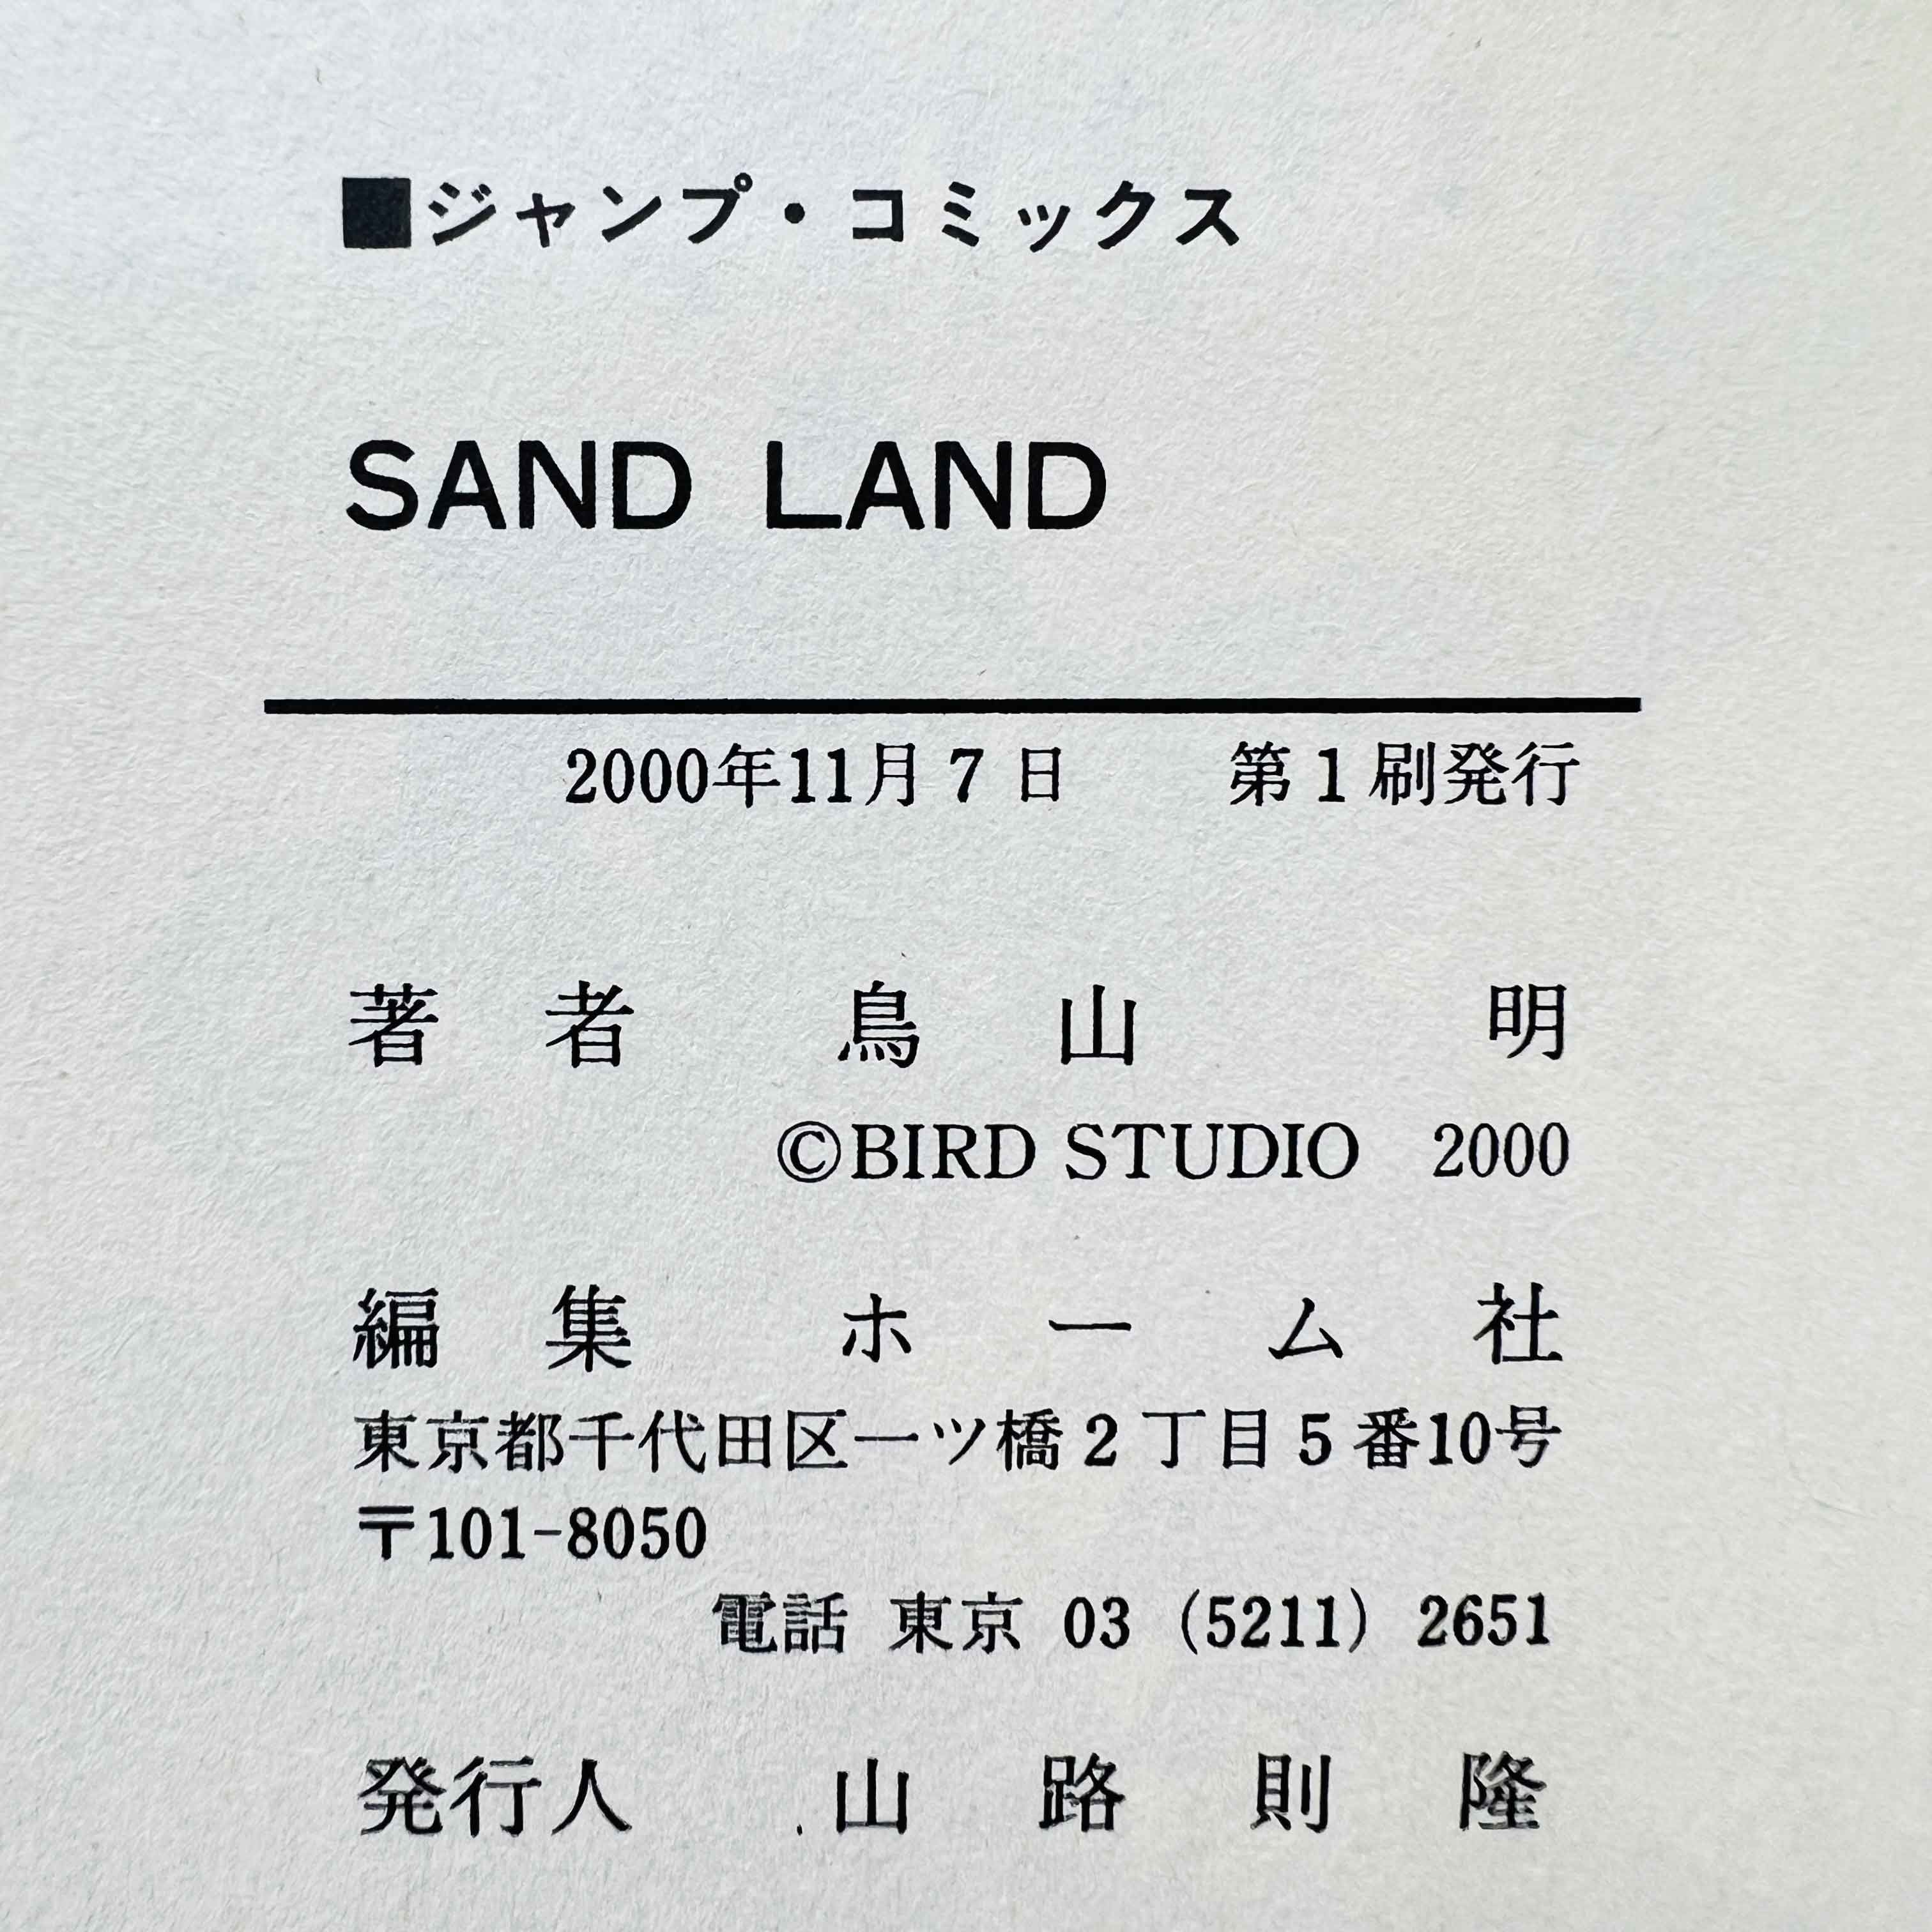 ■ジャンプ・コミックス
SAND LAND
2000年11月7日 第1刷発行
著者 鳥山明
©BIRD STUDIO 2000
編集 ホーム社
東京都千代田区一ツ橋2丁目5番10号
〒101-8050
電話 東京 03 (5211) 2651
発行人 山路則隆